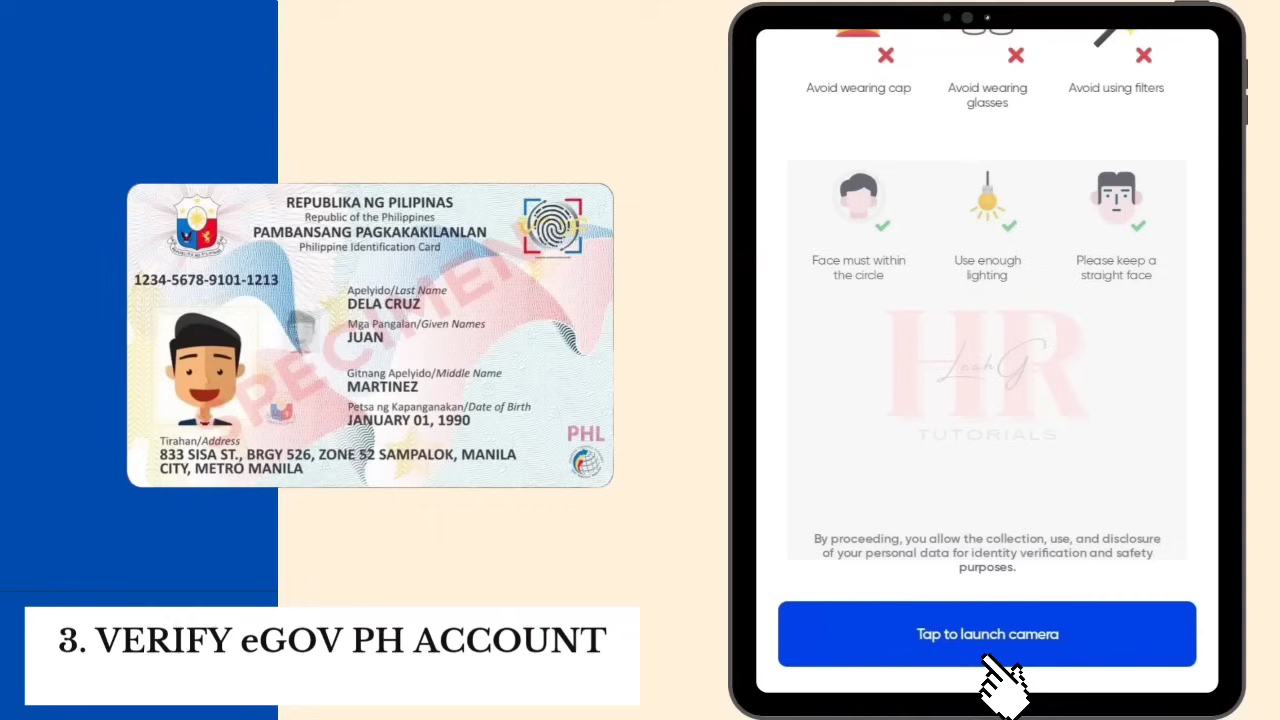 REPUBLIKA NG PILIPINAS
Republic of the Philippines
PAMBANSANG PAGKAKAKILANLAN
Philippine Identification Card
1234-5678-9101-1213
Apelyido/Last Name
DELA CRUZ
Mga Pangalan/Given Names
JUAN
Gitnang Apelyido/Middle Name
MARTINEZ
Petsa ng Kapanganakan/Date of Birth
JANUARY 01, 1990
Tirahan/Address
833 SISA ST., BRGY 526, ZONE 52 SAMPALOK, MANILA
CITY, METRO MANILA
PHL
SPECIMEN
3. VERIFY eGOV PH ACCOUNT
Avoid wearing cap
Avoid wearing
glasses
Avoid using filters
Face must within
the circle
Use enough
lighting
Please keep a
straight face
HR
Leah G.
TUTORIALS
By proceeding, you allow the collection, use, and disclosure
of your personal data for identity verification and safety
purposes.
Tap to launch camera